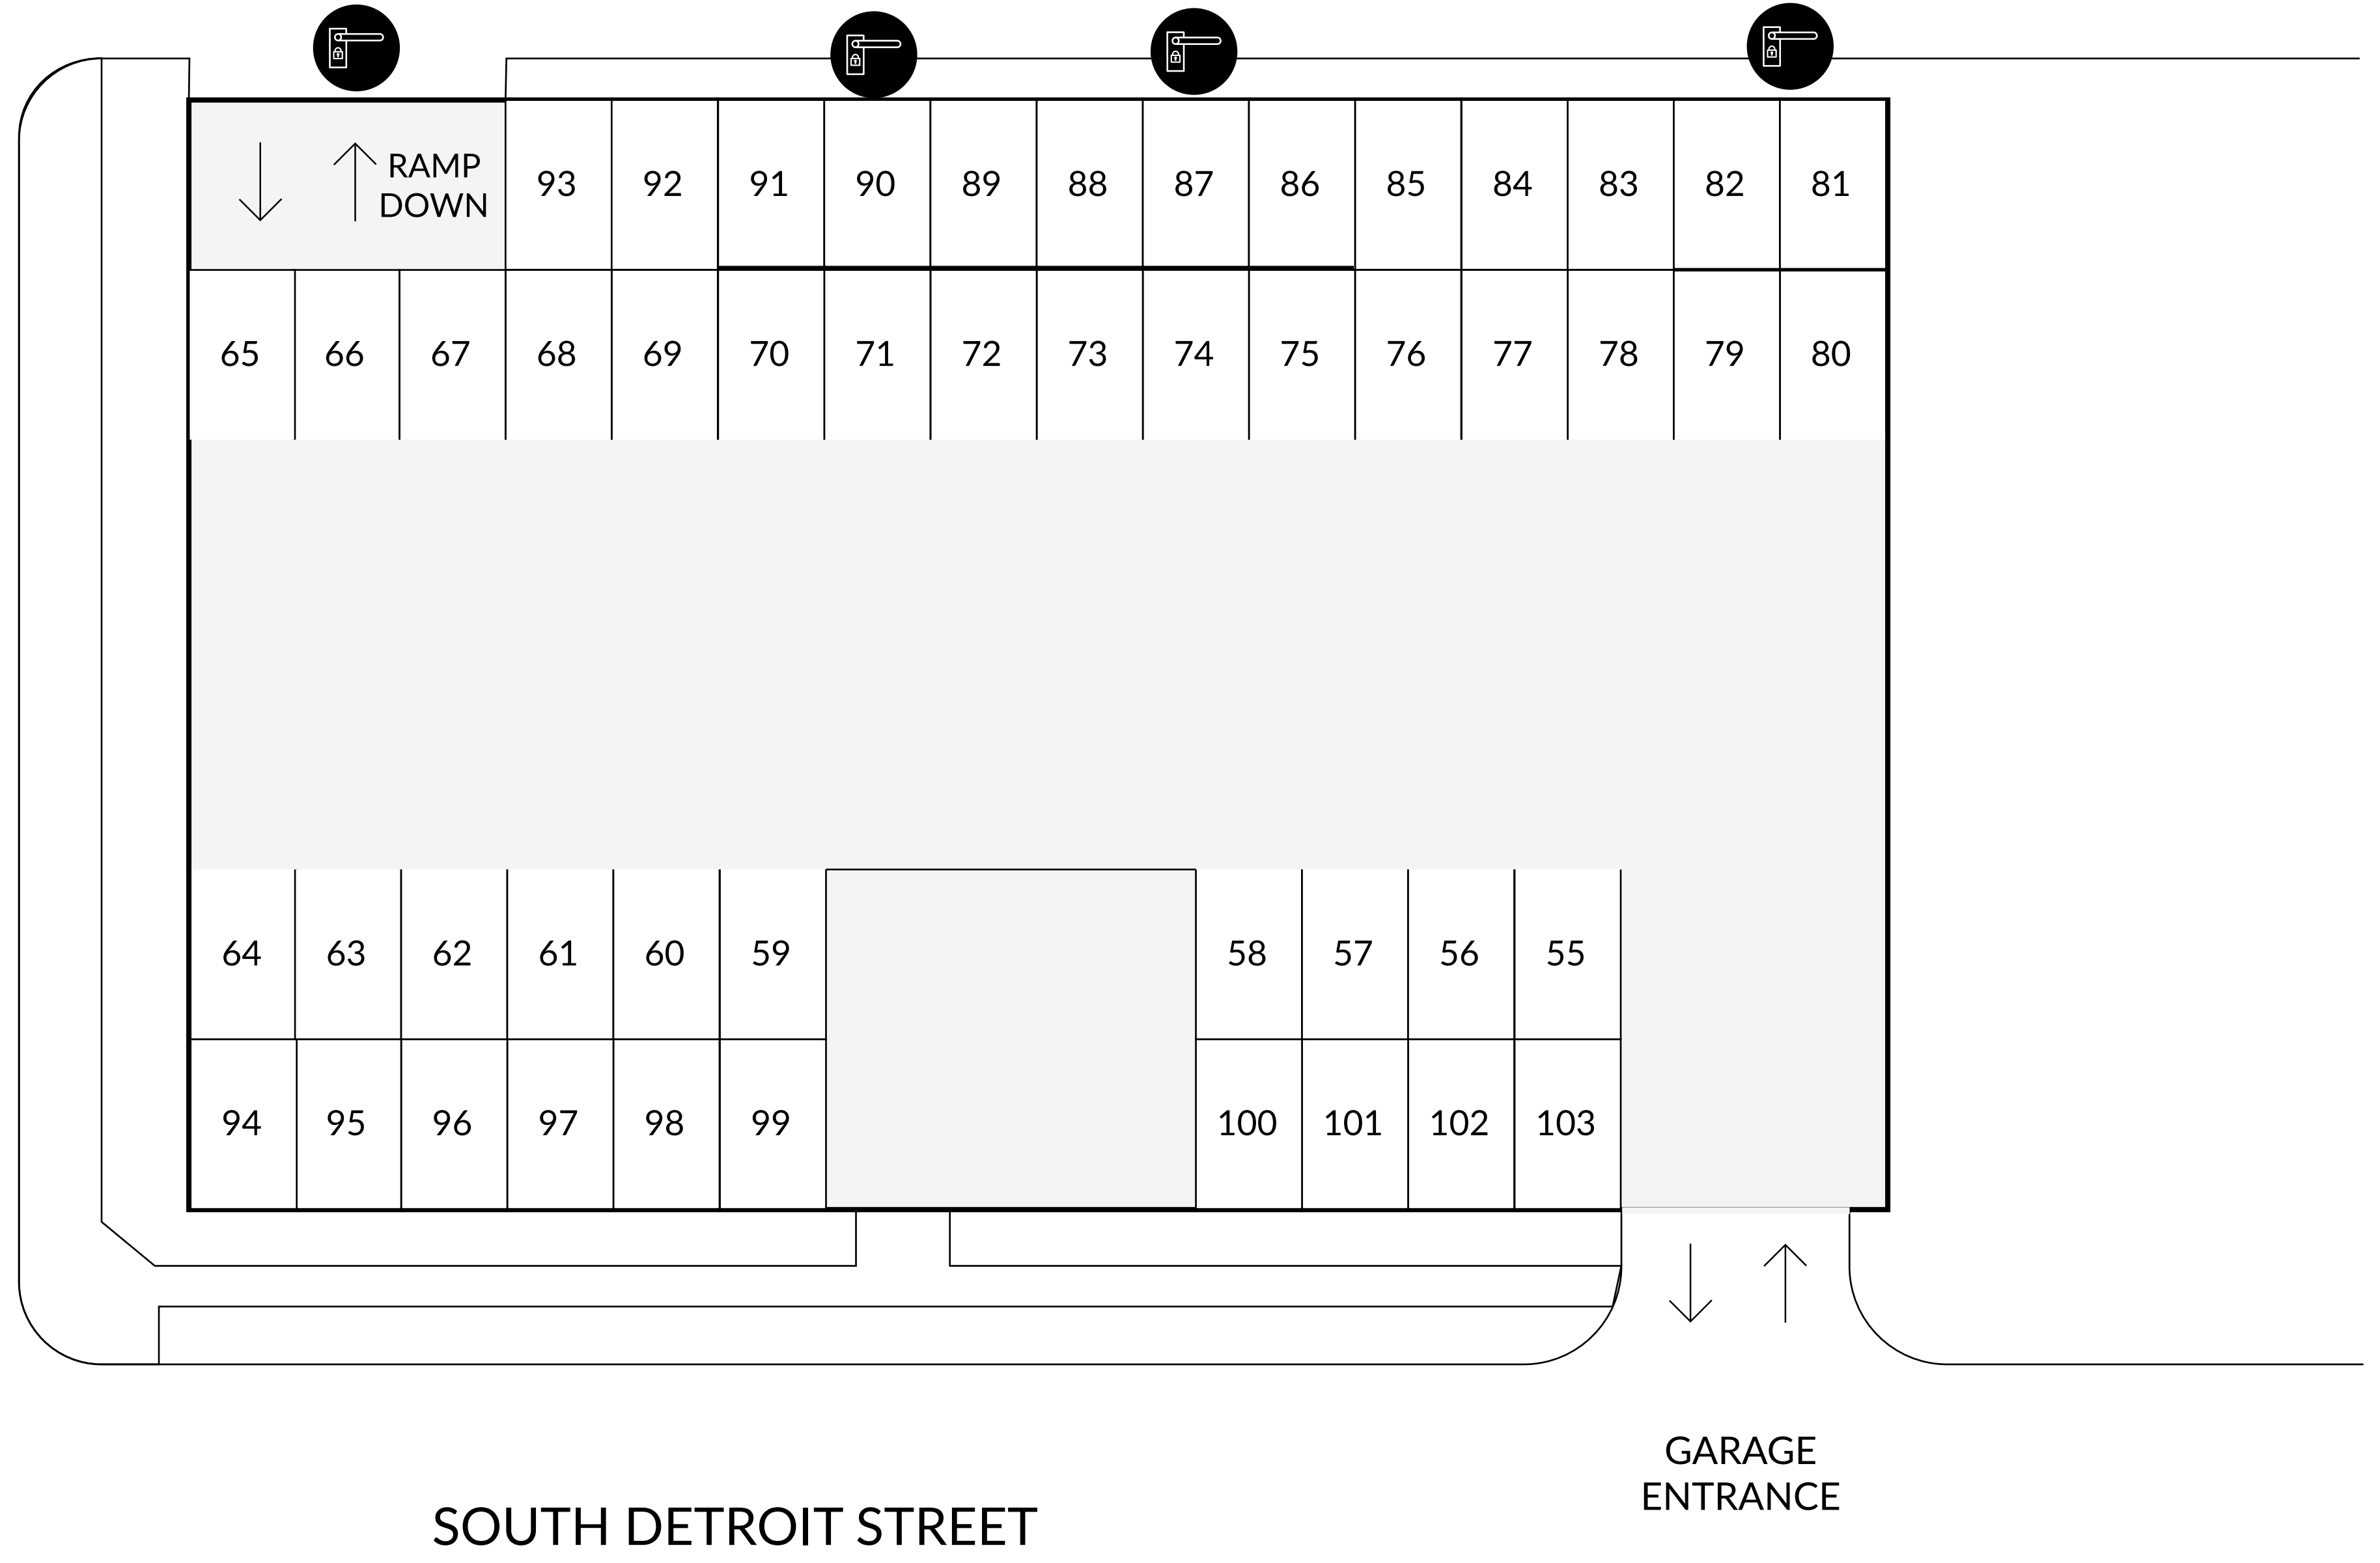 RAMP
DOWN
93 92 91 90 89 88 87 86 85 84 83 82 81
65 66 67 68 69 70 71 72 73 74 75 76 77 78 79 80
64 63 62 61 60 59 58 57 56 55
94 95 96 97 98 99 100 101 102 103
GARAGE
ENTRANCE
SOUTH DETROIT STREET